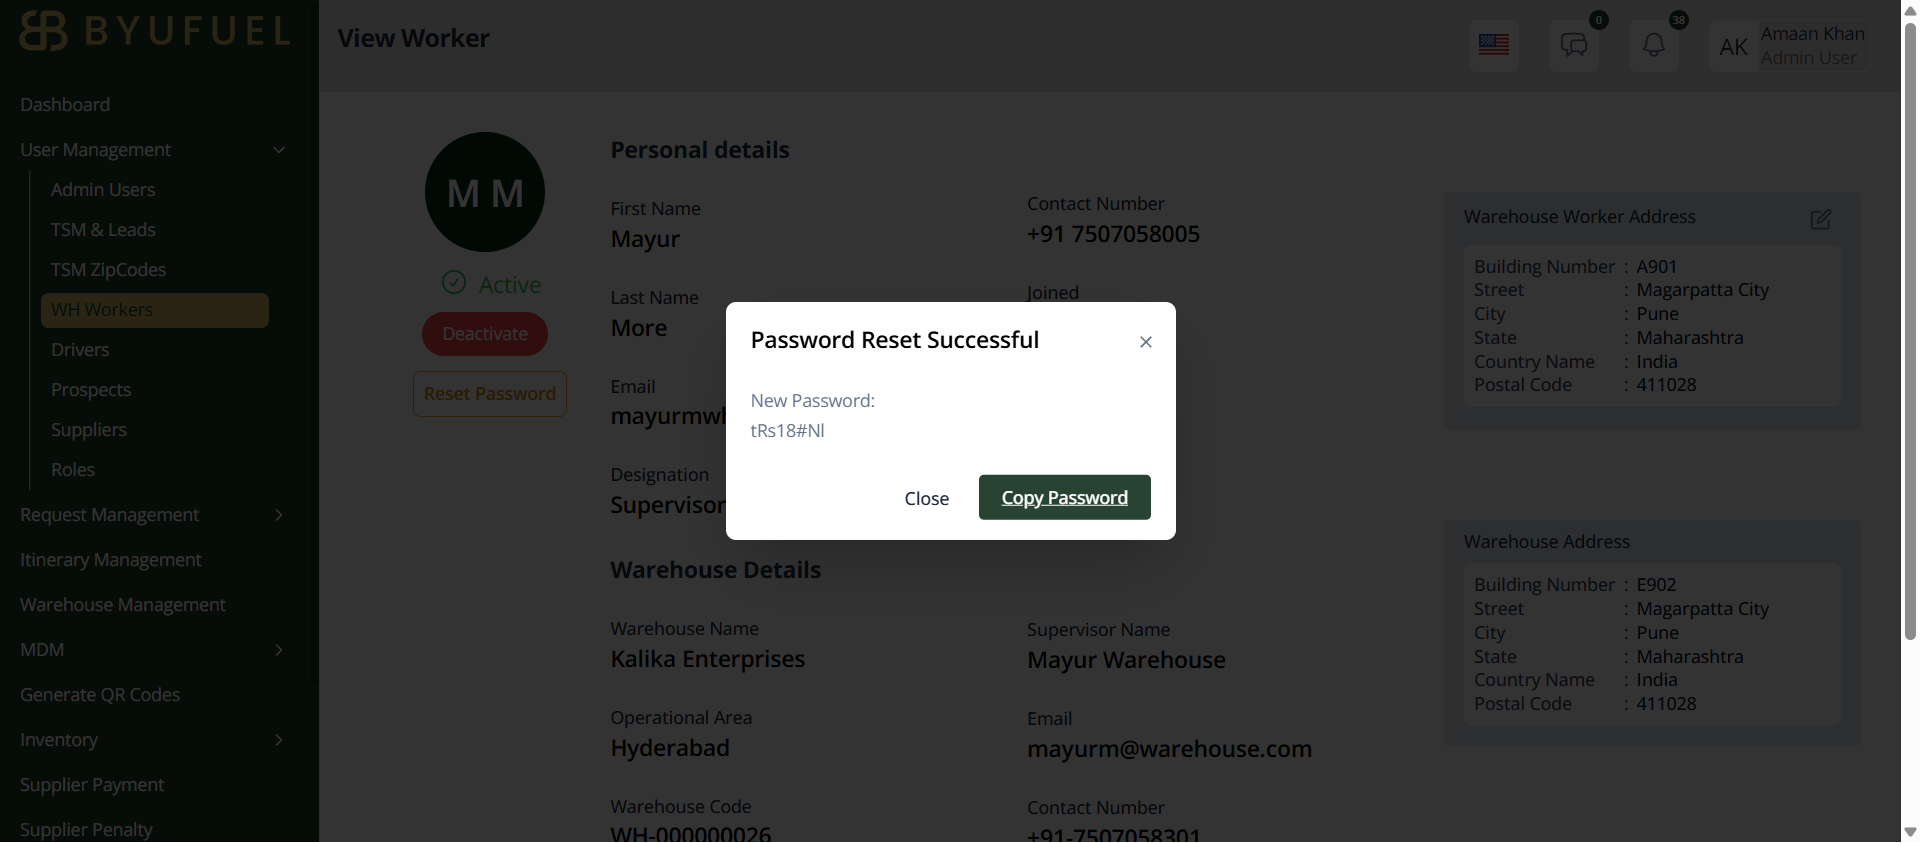 BYUFUEL
View Worker
0
38
AK
Amaan Khan
Admin User
Dashboard
User Management
Admin Users
TSM & Leads
TSM ZipCodes
WH Workers
Drivers
Prospects
Suppliers
Roles
Request Management
Itinerary Management
Warehouse Management
MDM
Generate QR Codes
Inventory
Supplier Payment
Supplier Penalty
M M
Active
Deactivate
Reset Password
Personal details
First Name
Mayur
Contact Number
+91 7507058005
Last Name
More
Joined
Email
mayurmwh
Designation
Supervisor
Password Reset Successful
New Password:
tRs18#Nl
Close
Copy Password
Warehouse Details
Warehouse Name
Kalika Enterprises
Supervisor Name
Mayur Warehouse
Operational Area
Hyderabad
Email
mayurm@warehouse.com
Warehouse Code
WH-000000026
Contact Number
+91-7507058301
Warehouse Worker Address
Building Number : A901
Street : Magarpatta City
City : Pune
State : Maharashtra
Country Name : India
Postal Code : 411028
Warehouse Address
Building Number : E902
Street : Magarpatta City
City : Pune
State : Maharashtra
Country Name : India
Postal Code : 411028